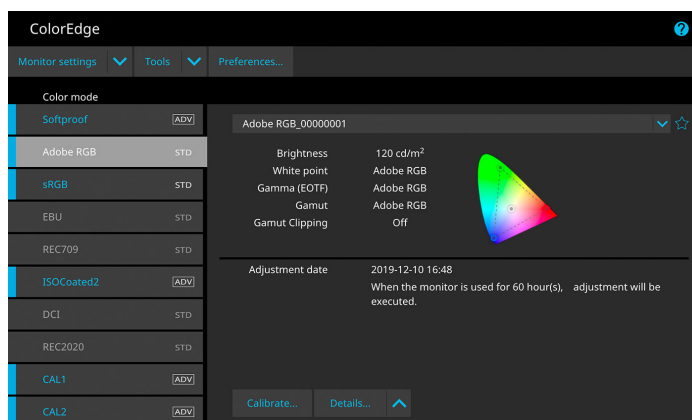 ColorEdge
?
Monitor settings Tools Preferences...
Color mode
Softproof ADV
Adobe RGB STD
sRGB STD
EBU STD
REC709 STD
ISOCoated2 ADV
DCI STD
REC2020 STD
CAL1 ADV
CAL2 ADV
Adobe RGB_00000001
Brightness 120 cd/m²
White point Adobe RGB
Gamma (EOTF) Adobe RGB
Gamut Adobe RGB
Gamut Clipping Off
Adjustment date 2019-12-10 16:48
When the monitor is used for 60 hour(s), adjustment will be
executed.
Calibrate... Details...